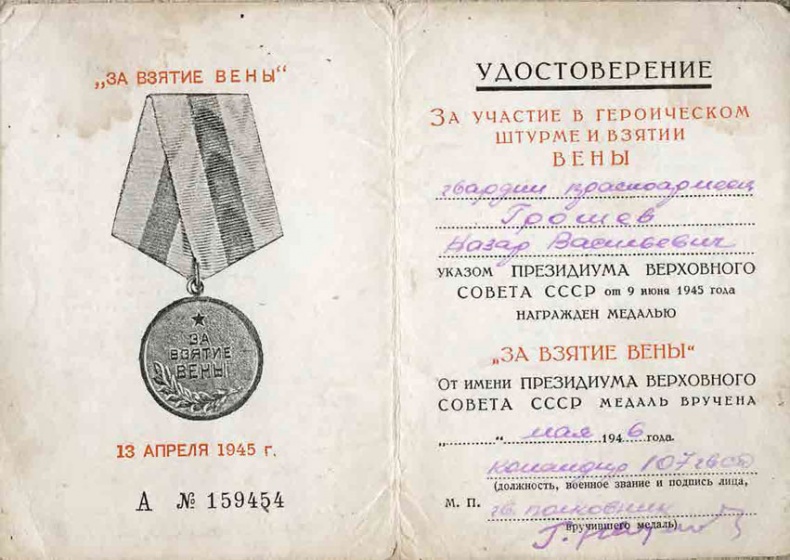 „ЗА ВЗЯТИЕ ВЕНЫ“
ЗА
ВЗЯТИЕ
ВЕНЫ
13 АПРЕЛЯ 1945 г.
А № 159454
УДОСТОВЕРЕНИЕ
ЗА УЧАСТИЕ В ГЕРОИЧЕСКОМ
ШТУРМЕ И ВЗЯТИИ
ВЕНЫ
гвардии красноармеец
Грошев
Назар Васильевич
УКАЗОМ ПРЕЗИДИУМА ВЕРХОВНОГО
СОВЕТА СССР от 9 июня 1945 года
НАГРАЖДЕН МЕДАЛЬЮ
„ЗА ВЗЯТИЕ ВЕНЫ“
ОТ ИМЕНИ ПРЕЗИДИУМА ВЕРХОВНОГО
СОВЕТА СССР МЕДАЛЬ ВРУЧЕНА
„ “ мая 1946 года.
командир 107 гв сп
(должность, военное звание и подпись лица,
М. П. гв. полковник
вручившего медаль)